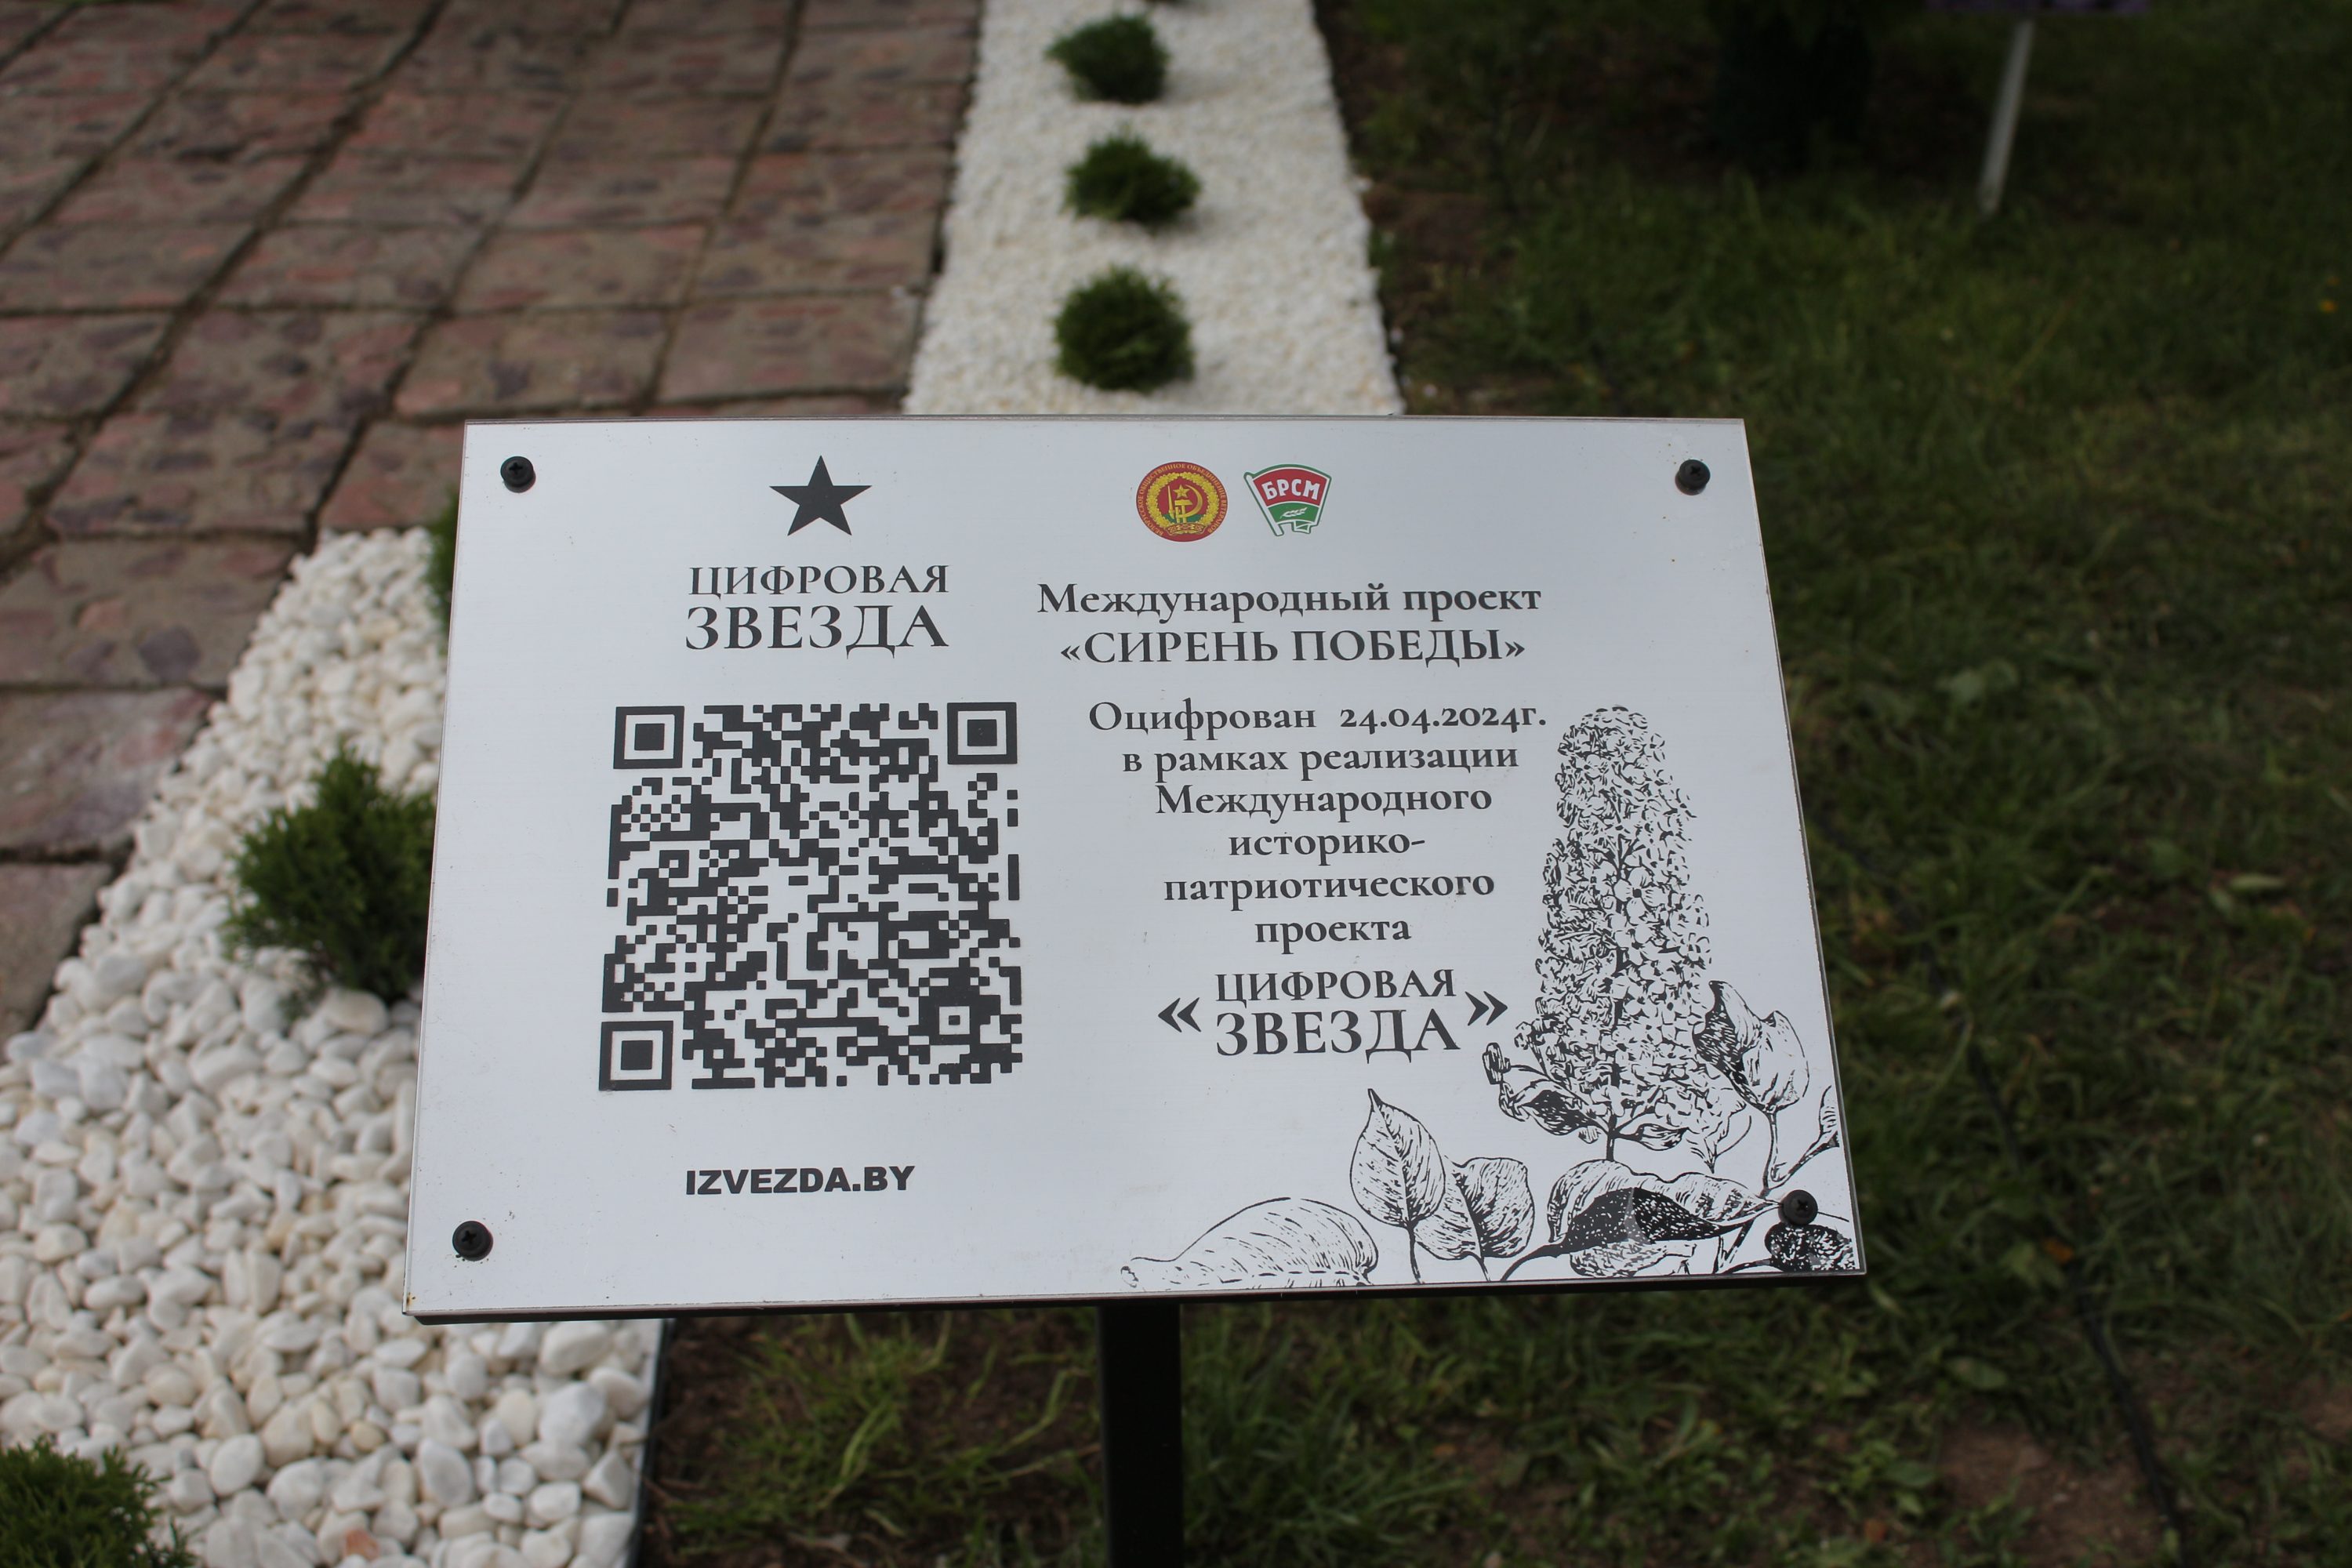 ЦИФРОВАЯ
ЗВЕЗДА
IZVEZDA.BY
БРСМ
Международный проект
«СИРЕНЬ ПОБЕДЫ»
Оцифрован 24.04.2024г.
в рамках реализации
Международного
историко-
патриотического
проекта
« ЦИФРОВАЯ
ЗВЕЗДА »